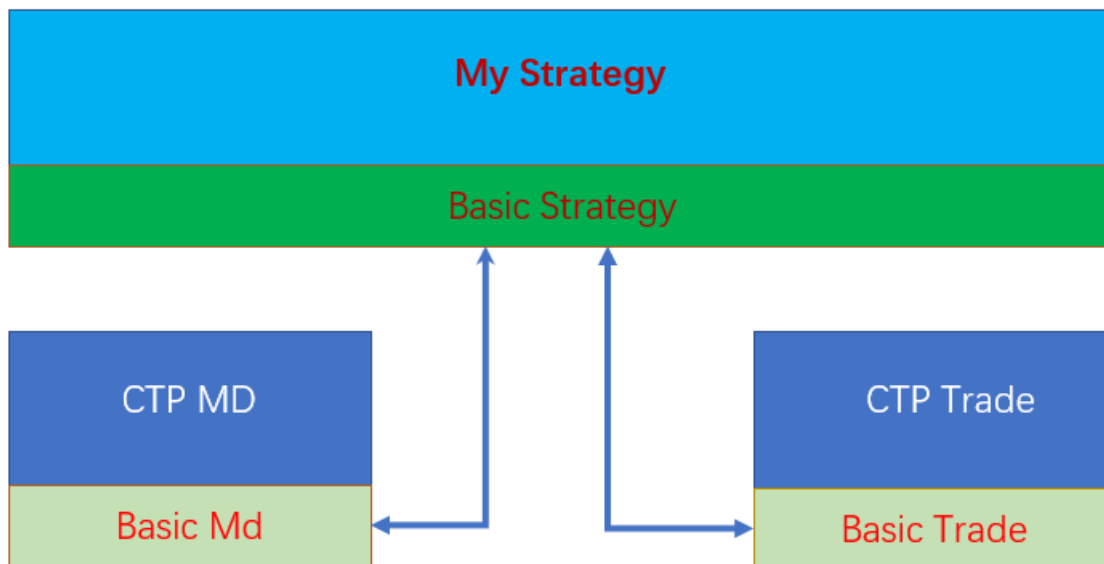 My Strategy
Basic Strategy
CTP MD
CTP Trade
Basic Md
Basic Trade